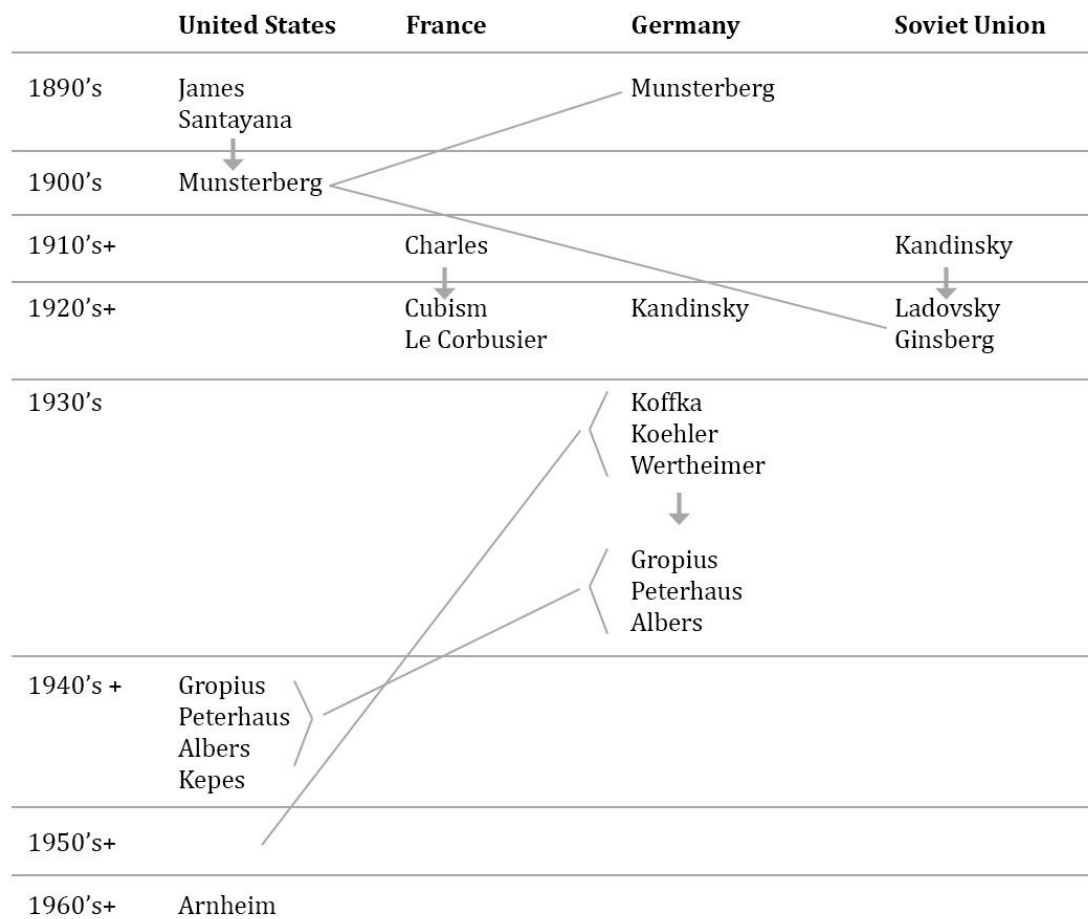 United States France Germany Soviet Union
1890's James Munsterberg
Santayana
1900's Munsterberg
1910's+ Charles Kandinsky
1920's+ Cubism Kandinsky Ladovsky
Le Corbusier Ginsberg
1930's Koffka
Koehler
Wertheimer
Gropius
Peterhaus
Albers
1940's + Gropius
Peterhaus
Albers
Kepes
1950's+
1960's+ Arnheim